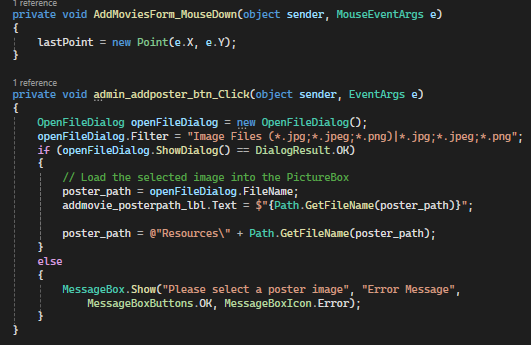 1 reference
private void AddMoviesForm_MouseDown(object sender, MouseEventArgs e)
{
lastPoint = new Point(e.X, e.Y);
}
1 reference
private void admin_addposter_btn_Click(object sender, EventArgs e)
{
OpenFileDialog openFileDialog = new OpenFileDialog();
openFileDialog.Filter = "Image Files (*.jpg;*.jpeg;*.png)|*.jpg;*.jpeg;*.png";
if (openFileDialog.ShowDialog() == DialogResult.OK)
{
// Load the selected image into the PictureBox
poster_path = openFileDialog.FileName;
addmovie_posterpath_lbl.Text = $"{Path.GetFileName(poster_path)}";
poster_path = @"Resources\" + Path.GetFileName(poster_path);
}
else
{
MessageBox.Show("Please select a poster image", "Error Message",
MessageBoxButtons.OK, MessageBoxIcon.Error);
}
}